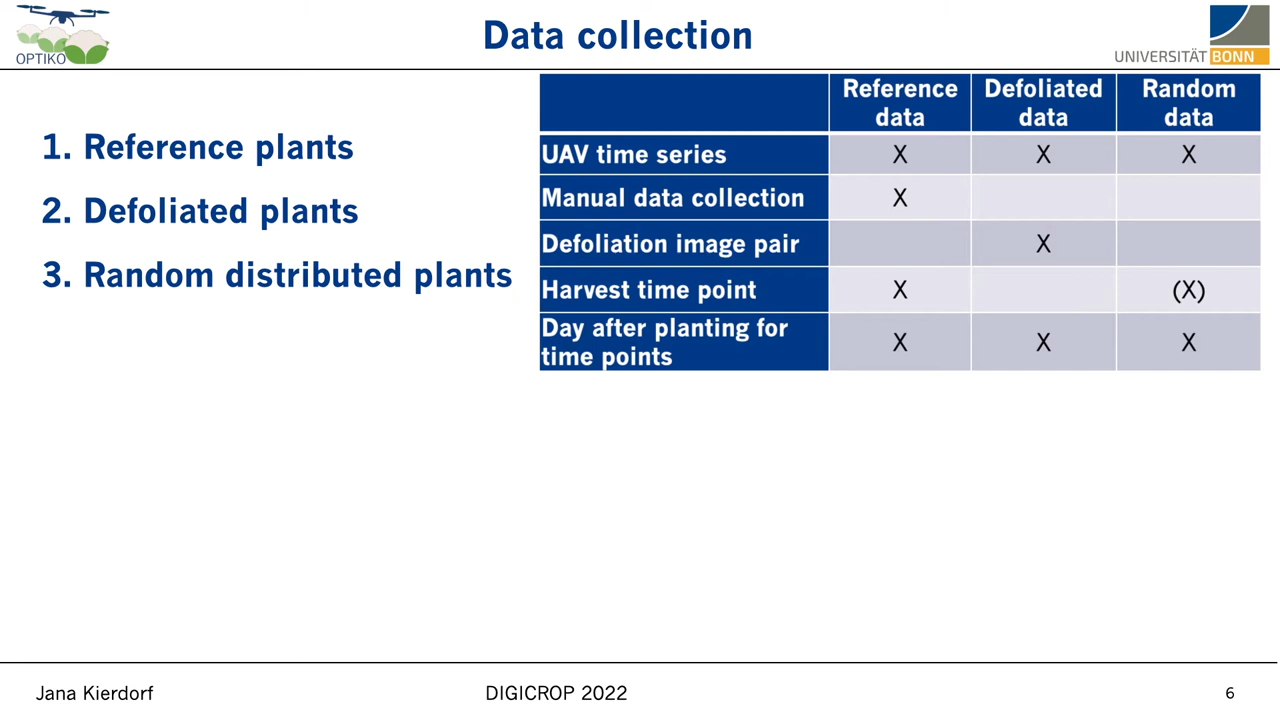 OPTIKO
Data collection
UNIVERSITÄT BONN
1. Reference plants
2. Defoliated plants
3. Random distributed plants
Reference data Defoliated data Random data
UAV time series X X X
Manual data collection X
Defoliation image pair X
Harvest time point X (X)
Day after planting for time points X X X
Jana Kierdorf DIGICROP 2022 6